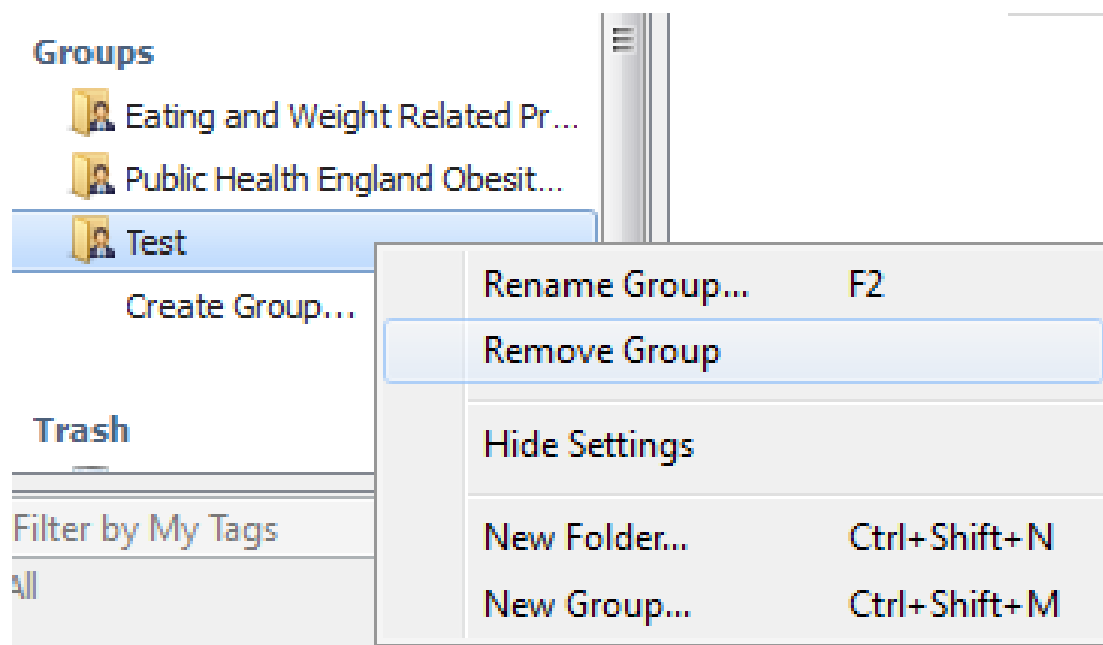 Groups
Eating and Weight Related Pr...
Public Health England Obesit...
Test
Create Group...
Trash
Filter by My Tags
All
Rename Group... F2
Remove Group
Hide Settings
New Folder... Ctrl+Shift+N
New Group... Ctrl+Shift+M